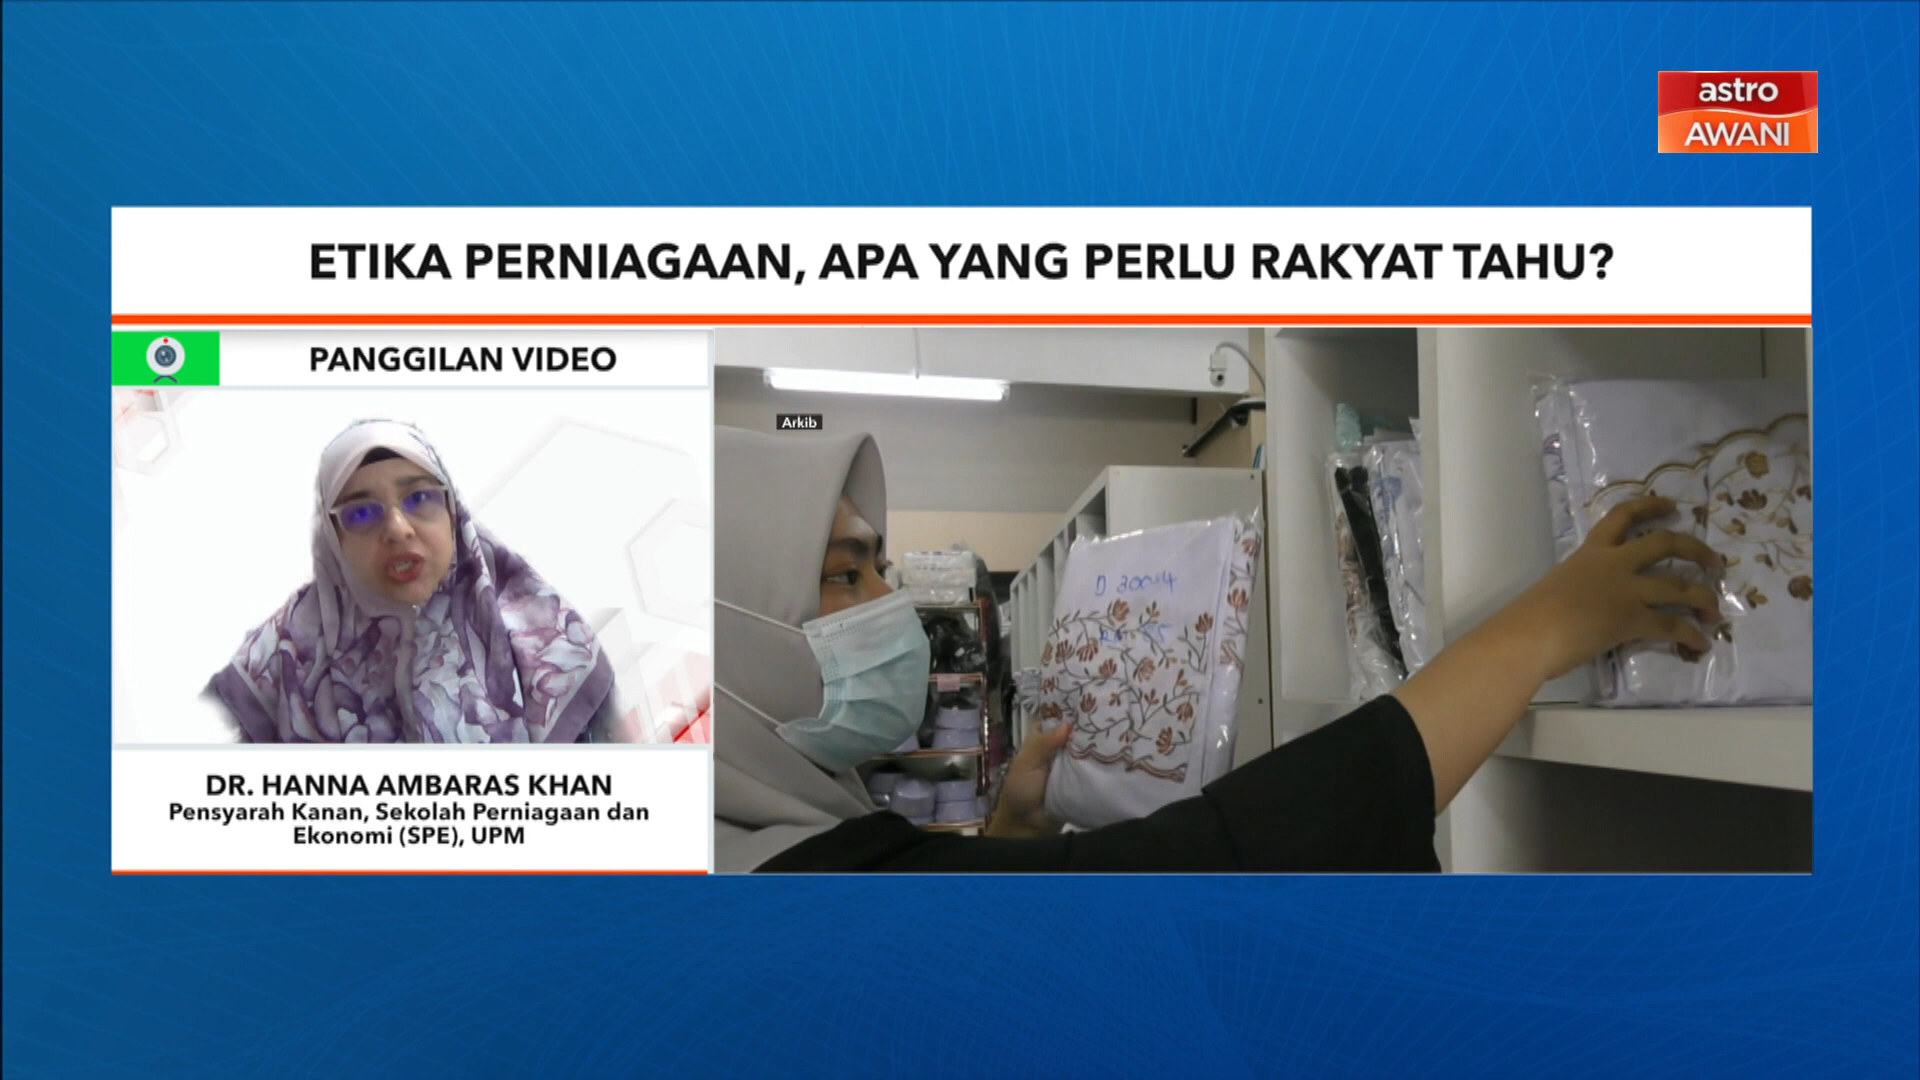 astro
AWANI
ETIKA PERNIAGAAN, APA YANG PERLU RAKYAT TAHU?
PANGGILAN VIDEO
Arkib
D 30044
DR. HANNA AMBARAS KHAN
Pensyarah Kanan, Sekolah Perniagaan dan
Ekonomi (SPE), UPM